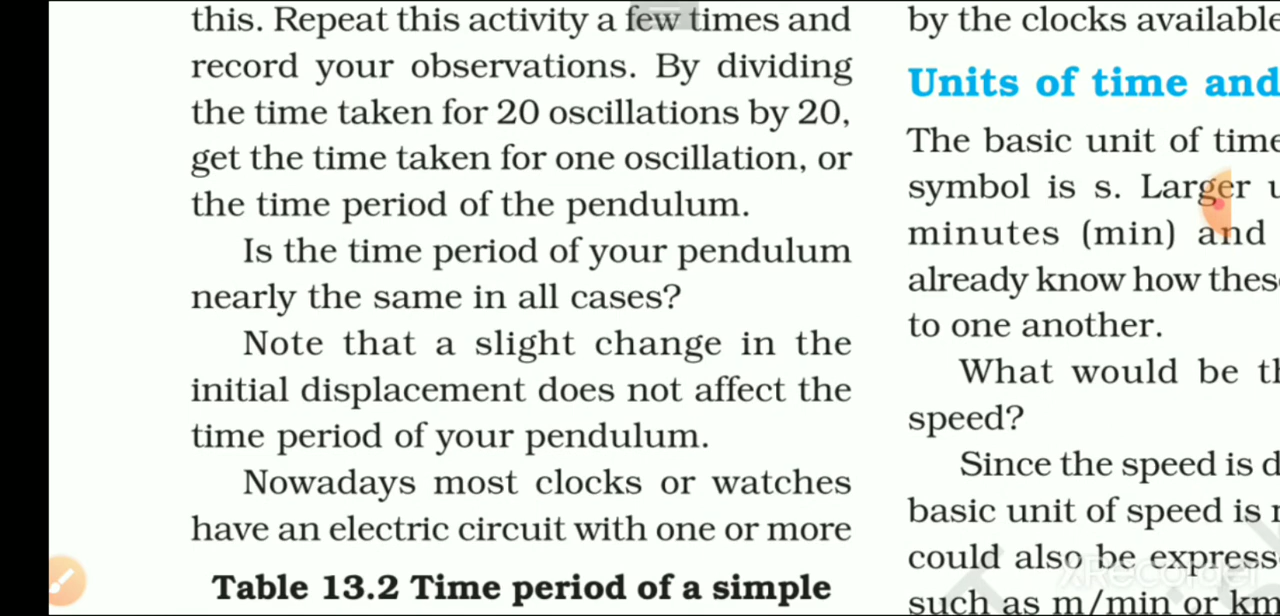 this. Repeat this activity a few times and
record your observations. By dividing
the time taken for 20 oscillations by 20,
get the time taken for one oscillation, or
the time period of the pendulum.
Is the time period of your pendulum
nearly the same in all cases?
Note that a slight change in the
initial displacement does not affect the
time period of your pendulum.
Nowadays most clocks or watches
have an electric circuit with one or more
Table 13.2 Time period of a simple
by the clocks available
Units of time and
The basic unit of time
symbol is s. Larger
minutes (min) and
already know how
to one another.
What would be
speed?
Since the speed is
basic unit of speed is
could also be
such as m/min or
XRecorder